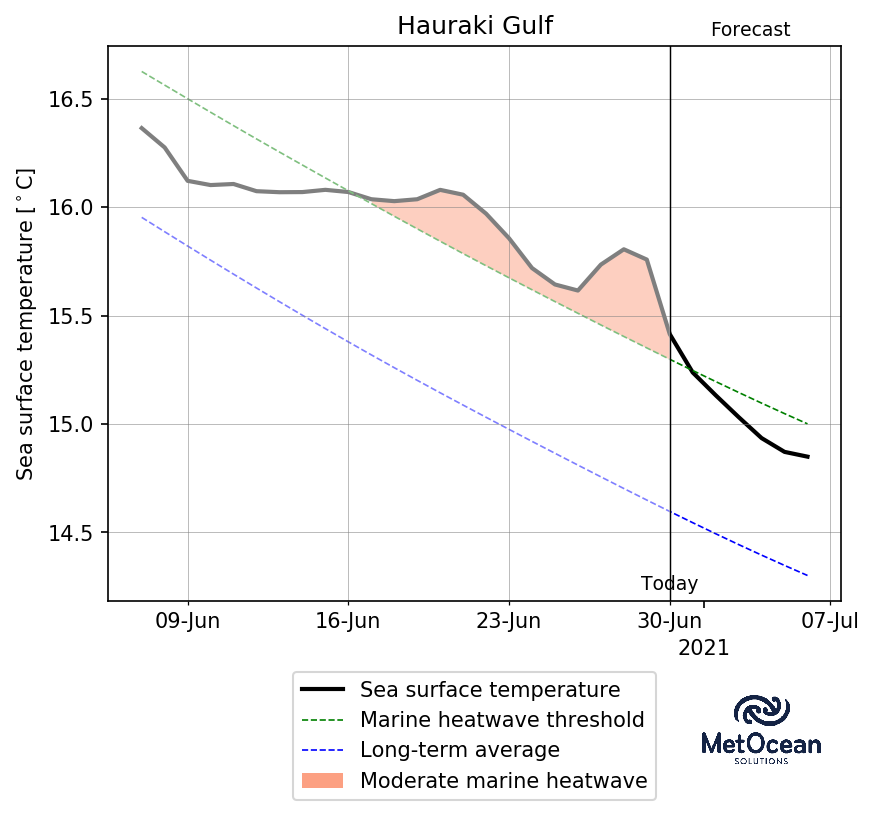 Hauraki Gulf
Forecast
Sea surface temperature [°C]
16.5
16.0
15.5
15.0
14.5
Today
09-Jun 16-Jun 23-Jun 30-Jun 07-Jul
2021
Sea surface temperature
Marine heatwave threshold
Long-term average
Moderate marine heatwave
MetOcean
SOLUTIONS